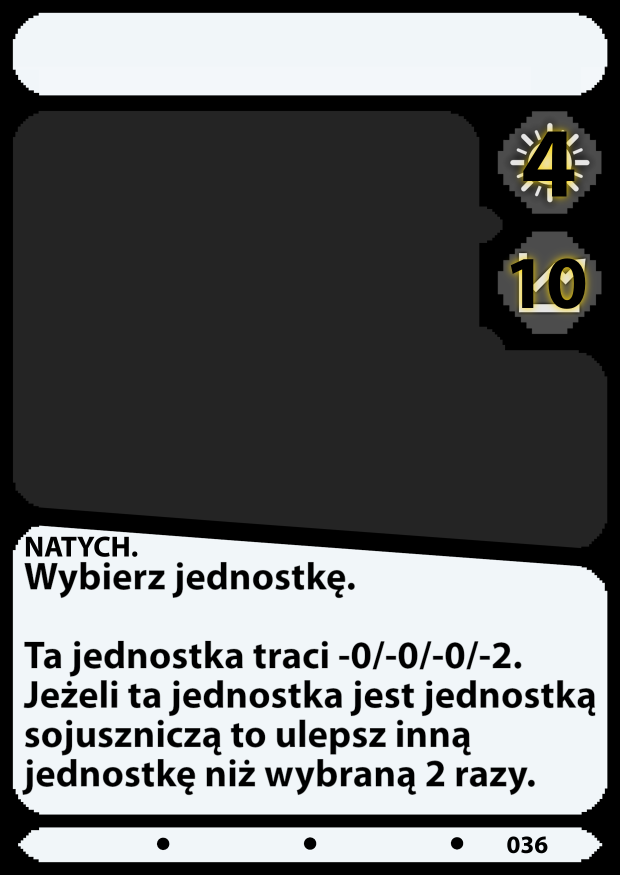 4
10
NATYCH.
Wybierz jednostkę.
Ta jednostka traci -0/-0/-0/-2.
Jeżeli ta jednostka jest jednostką
sojuszniczą to ulepsz inną
jednostkę niż wybraną 2 razy.
036